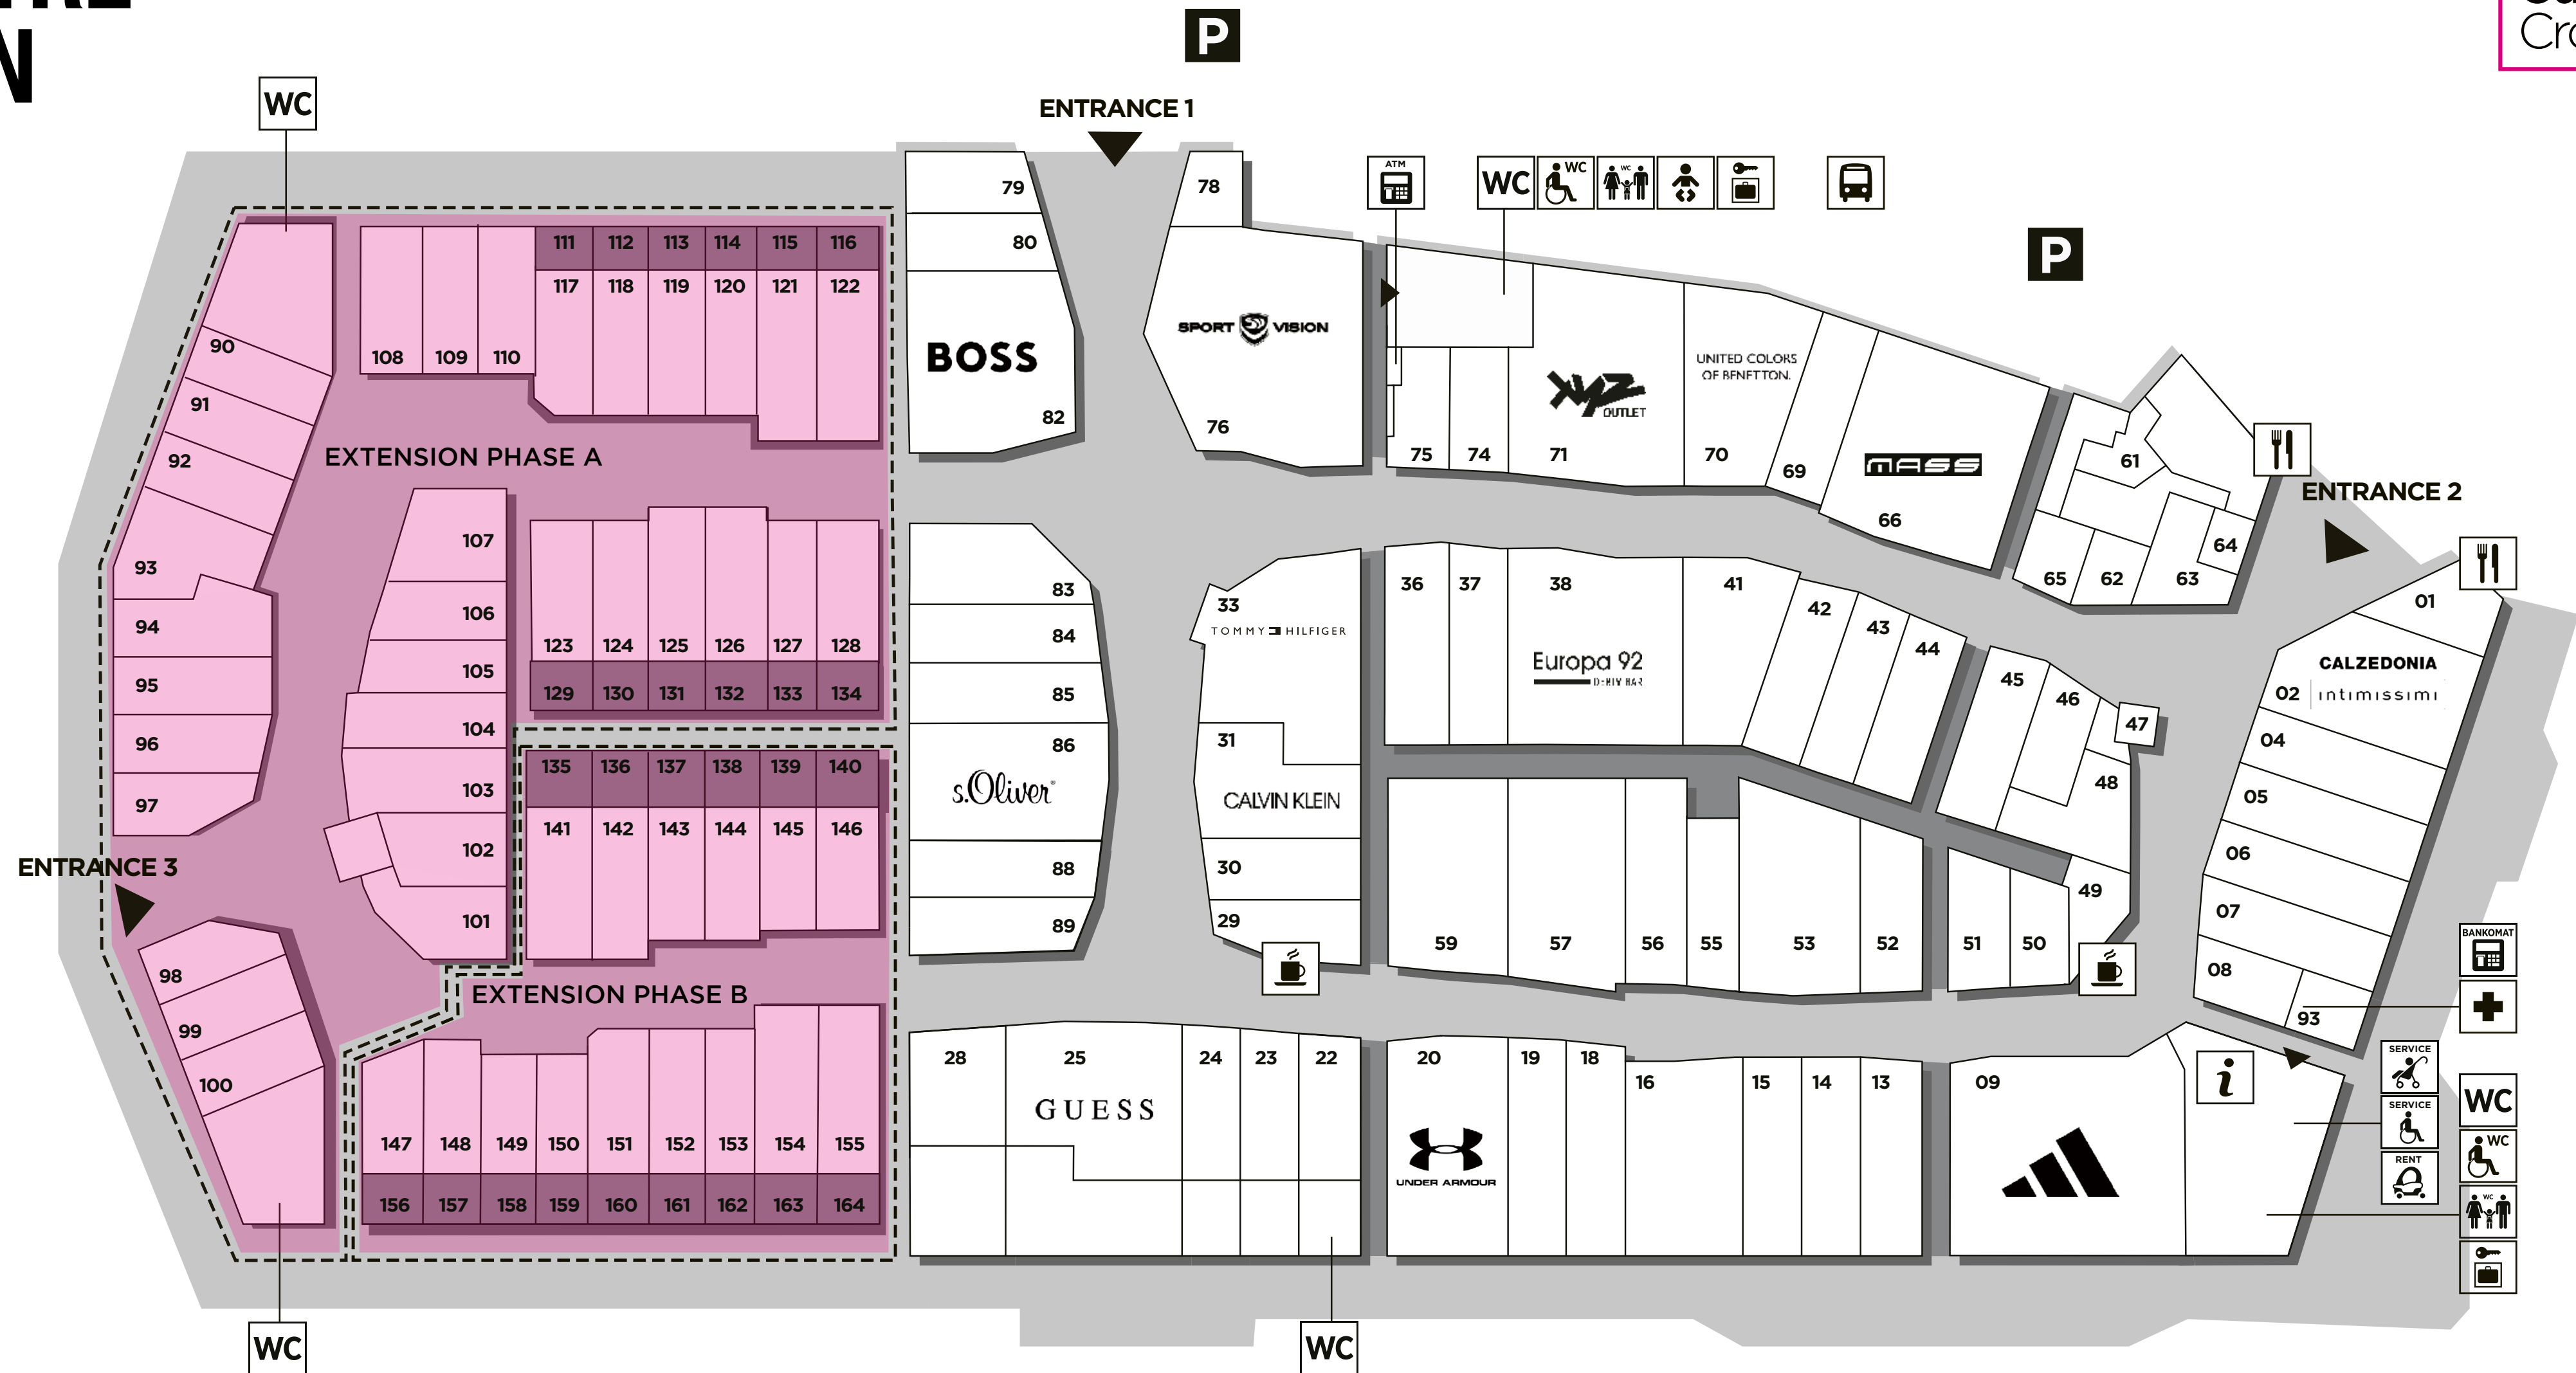 N
P
Cro
WC
ENTRANCE 1
79
80
BOSS
82
78
SPORT VISION
76
ATM
WC
WC
WC
P
111 112 113 114 115 116
117 118 119 120 121 122
108 109 110
90
91
92
93
94
95
96
97
EXTENSION PHASE A
107
106
105
104
103
102
101
123 124 125 126 127 128
129 130 131 132 133 134
135 136 137 138 139 140
141 142 143 144 145 146
ENTRANCE 3
98
99
100
EXTENSION PHASE B
147 148 149 150 151 152 153 154 155
156 157 158 159 160 161 162 163 164
WC
83
84
85
86
s.Oliver
88
89
33
TOMMY HILFIGER
31
CALVIN KLEIN
30
29
75 74 71 70 69 66
XYZ
OUTLET
UNITED COLORS
OF BENETTON.
MASS
61
65 62 63 64
ENTRANCE 2
36 37 38 41 42 43 44
Europa 92
DENIM BAR
45 46 47
48
49
59 57 56 55 53 52 51 50
01
CALZEDONIA
02 intimissimi
04
05
06
07
08
93
BANKOMAT
28 25 24 23 22
GUESS
WC
20 19 18 16 15 14 13
UNDER ARMOUR
09
i
SERVICE
SERVICE
RENT
WC
WC
WC